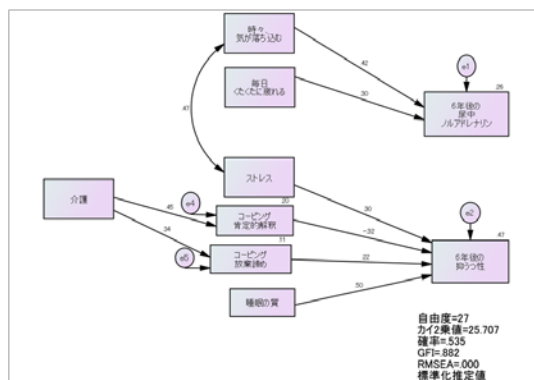 時々、
気が落ち込む
42
毎日
くたくたに疲れる
30
e1
26
6年後の
尿中
ノルアドレナリン
41
ストレス
30
介護
45
34
e4
20
コーピング
肯定的解釈
-.32
e5
11
コーピング
放棄諦め
22
e2
47
6年後の
抑うつ性
睡眠の質
50
自由度=27
カイ2乗値=25.707
確率=.535
GFI=.882
RMSEA=.000
標準化推定値